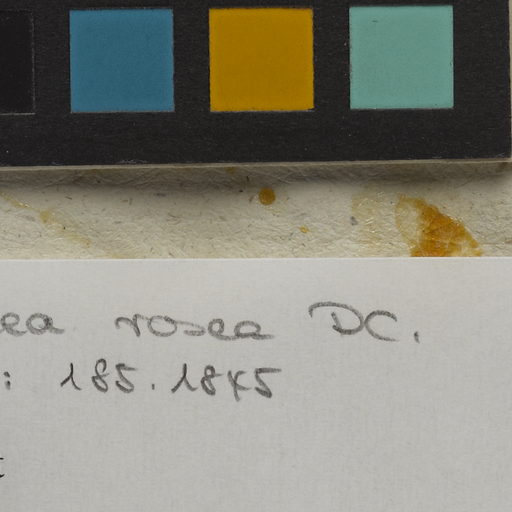 ea rosea DC.
: 185.1845
t